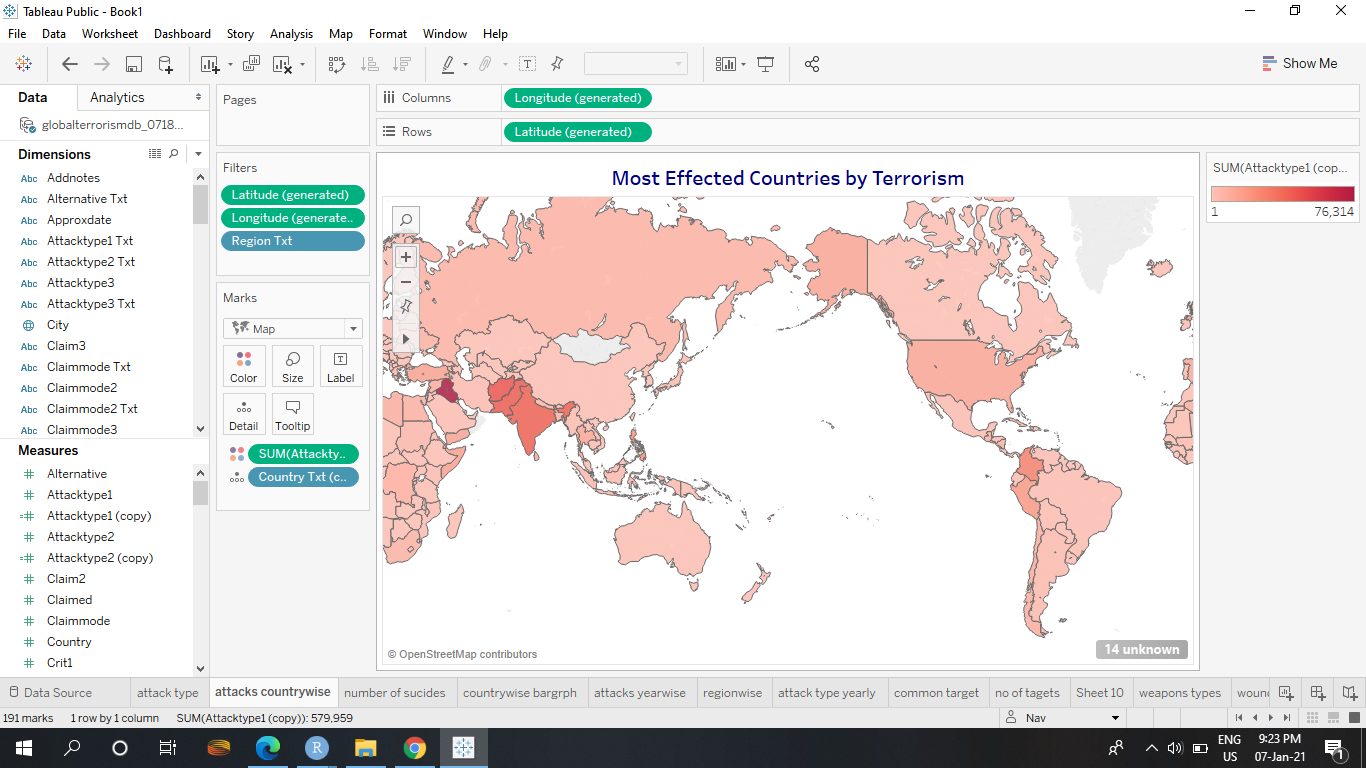 Tableau Public - Book1
File Data Worksheet Dashboard Story Analysis Map Format Window Help
Show Me
Data Analytics
globalterrorismdb_0718...
Dimensions
Abc Addnotes
Abc Alternative Txt
Abc Approxdate
Abc Attacktype1 Txt
Abc Attacktype2 Txt
Abc Attacktype3
Abc Attacktype3 Txt
City
Abc Claim3
Abc Claimmode Txt
Abc Claimmode2
Abc Claimmode2 Txt
Abc Claimmode3
Measures
# Alternative
# Attacktype1
=# Attacktype1 (copy)
# Attacktype2
=# Attacktype2 (copy)
# Claim2
# Claimed
# Claimmode
# Country
# Crit1
Pages
Filters
Latitude (generated)
Longitude (generate..
Region Txt
Marks
Map
Color Size Label
Detail Tooltip
SUM(Attackty..
Country Txt (c..
Columns Longitude (generated)
Rows Latitude (generated)
Most Effected Countries by Terrorism
© OpenStreetMap contributors
14 unknown
SUM(Attacktype1 (cop...
1 76,314
Data Source attack type attacks countrywise number of sucides countrywise bargrph attacks yearwise regionwise attack type yearly common target no of tagets Sheet 10 weapons types woun
191 marks 1 row by 1 column SUM(Attacktype1 (copy)): 579,959
Nav
ENG
US
9:23 PM
07-Jan-21
1